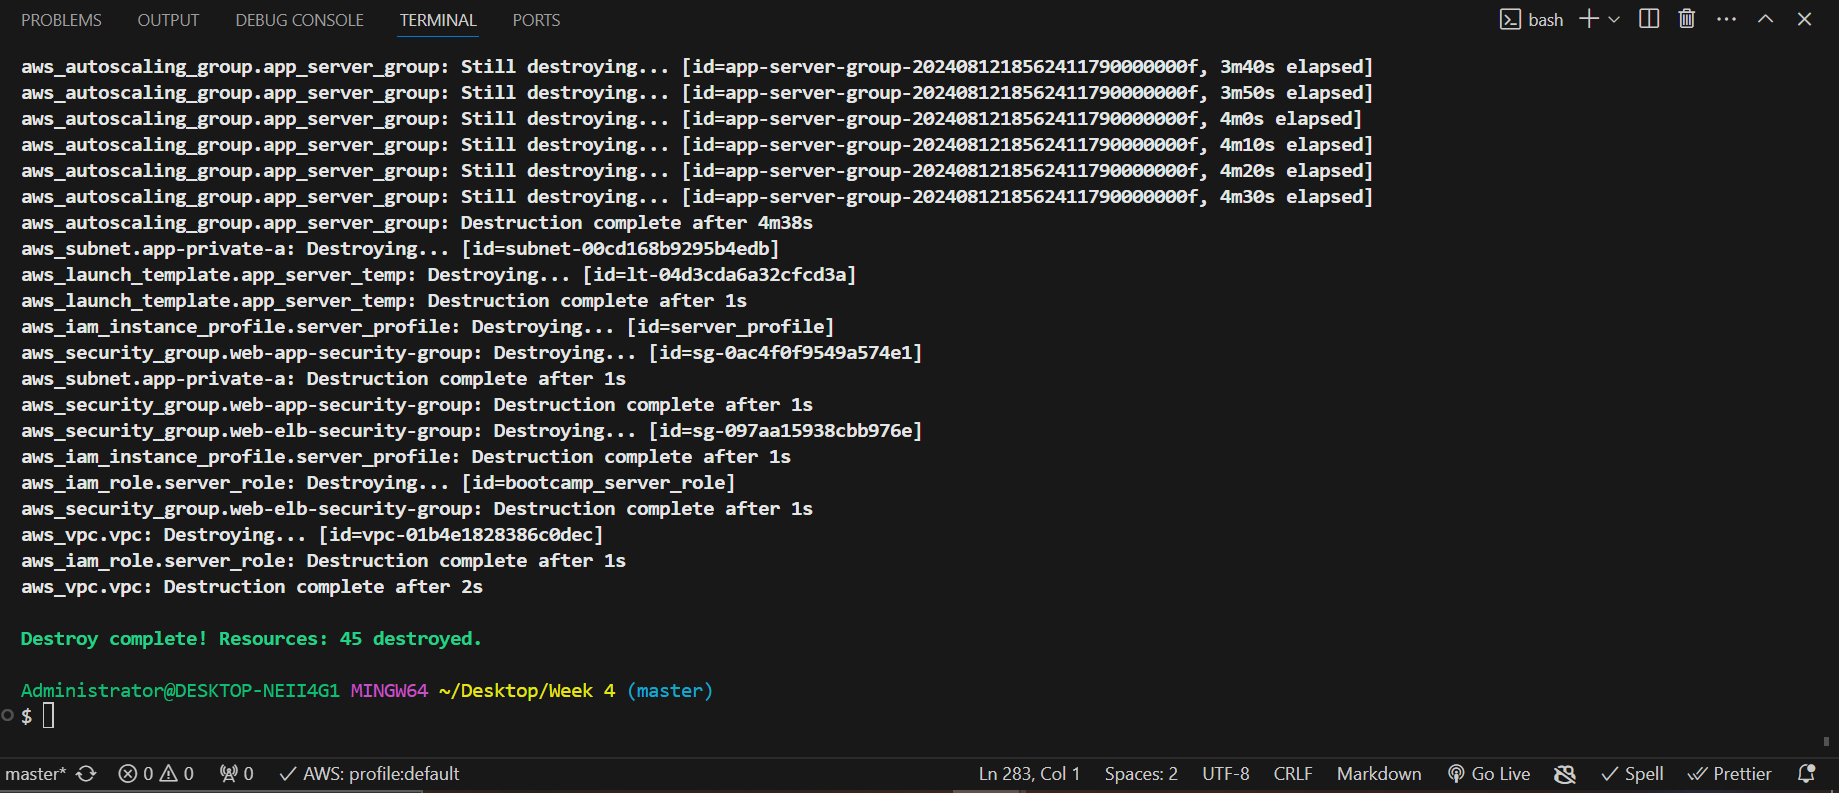 PROBLEMS OUTPUT DEBUG CONSOLE TERMINAL PORTS bash
aws_autoscaling_group.app_server_group: Still destroying... [id=app-server-group-20240812185624117900000000f, 3m40s elapsed]
aws_autoscaling_group.app_server_group: Still destroying... [id=app-server-group-20240812185624117900000000f, 3m50s elapsed]
aws_autoscaling_group.app_server_group: Still destroying... [id=app-server-group-20240812185624117900000000f, 4m0s elapsed]
aws_autoscaling_group.app_server_group: Still destroying... [id=app-server-group-20240812185624117900000000f, 4m10s elapsed]
aws_autoscaling_group.app_server_group: Still destroying... [id=app-server-group-20240812185624117900000000f, 4m20s elapsed]
aws_autoscaling_group.app_server_group: Still destroying... [id=app-server-group-20240812185624117900000000f, 4m30s elapsed]
aws_autoscaling_group.app_server_group: Destruction complete after 4m38s
aws_subnet.app-private-a: Destroying... [id=subnet-00cd168b9295b4edb]
aws_launch_template.app_server_temp: Destroying... [id=lt-04d3cda6a32cfcd3a]
aws_launch_template.app_server_temp: Destruction complete after 1s
aws_iam_instance_profile.server_profile: Destroying... [id=server_profile]
aws_security_group.web-app-security-group: Destroying... [id=sg-0ac4f0f9549a574e1]
aws_subnet.app-private-a: Destruction complete after 1s
aws_security_group.web-app-security-group: Destruction complete after 1s
aws_security_group.web-elb-security-group: Destroying... [id=sg-097aa15938cbb976e]
aws_iam_instance_profile.server_profile: Destruction complete after 1s
aws_iam_role.server_role: Destroying... [id=bootcamp_server_role]
aws_security_group.web-elb-security-group: Destruction complete after 1s
aws_vpc.vpc: Destroying... [id=vpc-01b4e1828386c0dec]
aws_iam_role.server_role: Destruction complete after 1s
aws_vpc.vpc: Destruction complete after 2s
Destroy complete! Resources: 45 destroyed.
Administrator@DESKTOP-NEII4G1 MINGW64 ~/Desktop/Week 4 (master)
$
master* 0 0 0 AWS: profile:default Ln 283, Col 1 Spaces: 2 UTF-8 CRLF Markdown Go Live Spell Prettier